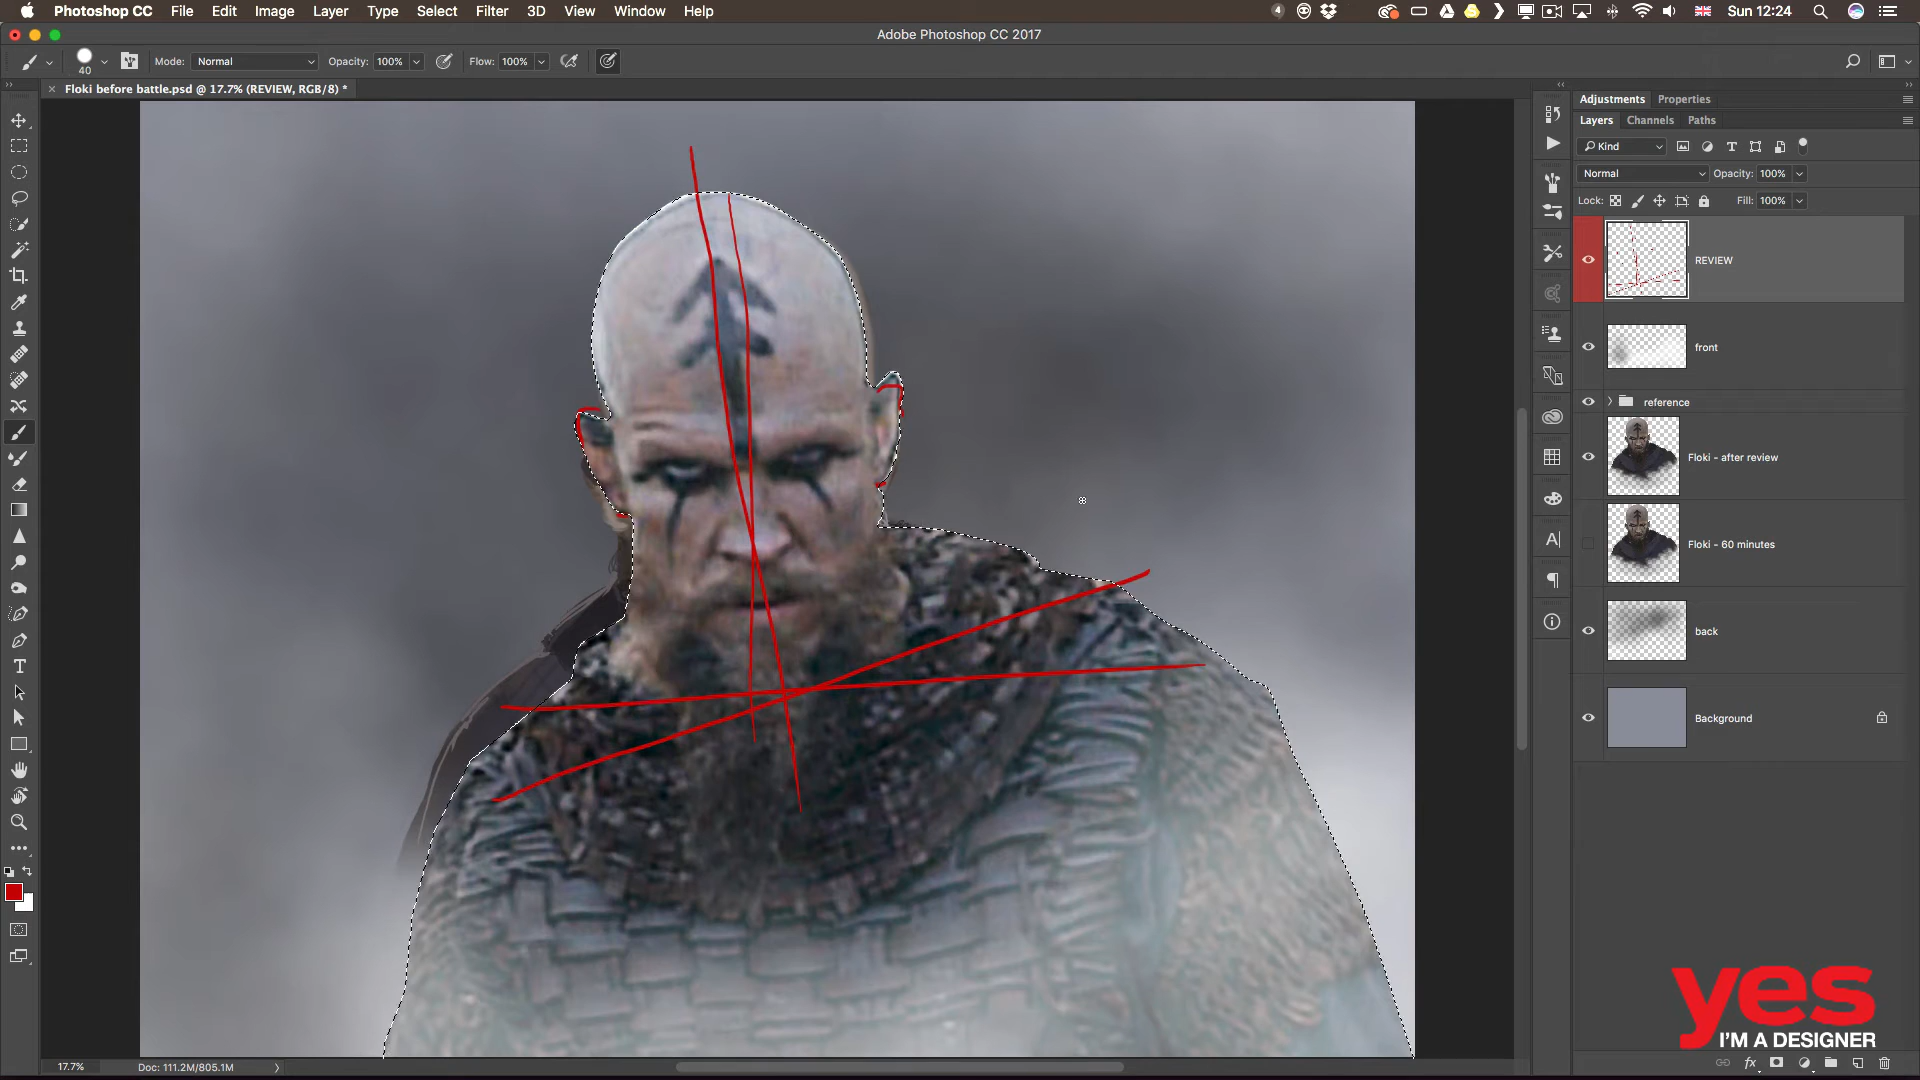 Photoshop CC File Edit Image Layer Type Select Filter 3D View Window Help
4 Sun 12:24
Adobe Photoshop CC 2017
40 Mode: Normal Opacity: 100% Flow: 100%
Floki before battle.psd @ 17.7% (REVIEW, RGB/8) *
Adjustments Properties
Layers Channels Paths
Kind
Normal Opacity: 100%
Lock: Fill: 100%
REVIEW
front
reference
Floki - after review
Floki - 60 minutes
back
Background
yes
I'M A DESIGNER
17.7% Doc: 111.2M/805.1M